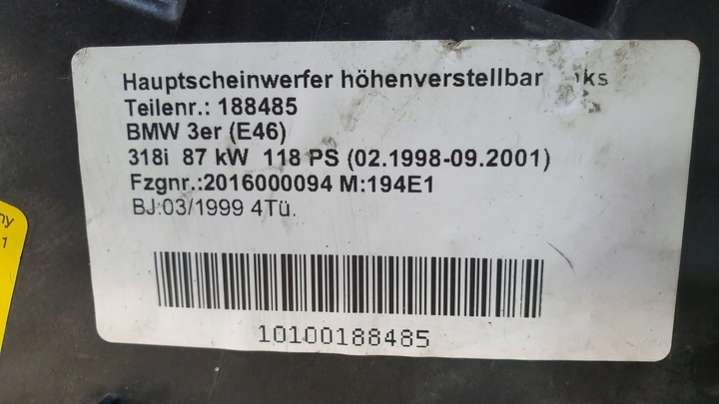 Hauptscheinwerfer höhenverstellbar
Teilenr.: 188485
BMW 3er (E46)
318i 87 kW 118 PS (02.1998-09.2001)
Fzgnr.:2016000094 M:194E1
BJ:03/1999 4Tü.
10100188485